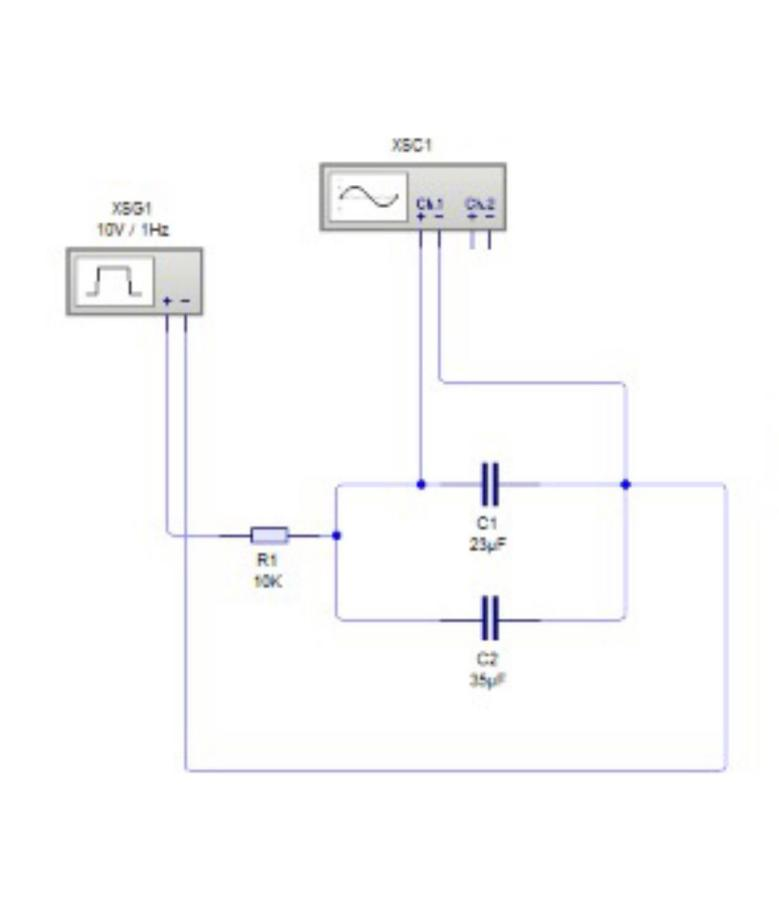 XSC1
Ch.1 Ch.2
+ − + −
XSG1
10V / 1Hz
+ −
C1
23µF
R1
10K
C2
35µF